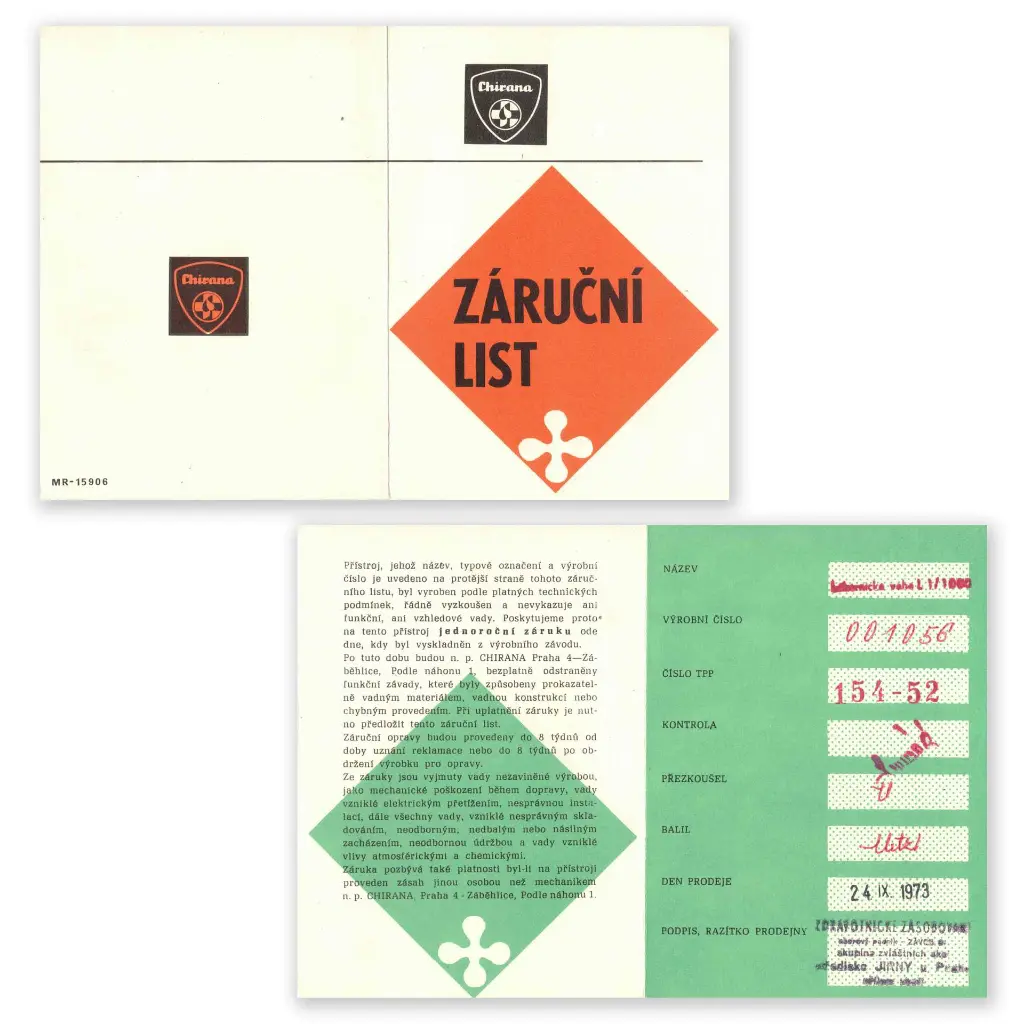 Chirana
Chirana
ZÁRUČNÍ
LIST
MR-15906
Přístroj, jehož název, typové označení a výrobní
číslo je uvedeno na protější straně tohoto záruč-
ního listu, byl vyroben podle platných technických
podmínek, řádně vyzkoušen a nevykazuje ani
funkční, ani vzhledové vady. Poskytujeme proto
na tento přístroj jednoroční záruku ode
dne, kdy byl vyskladněn z výrobního závodu.
Po tuto dobu budou n. p. CHIRANA Praha 4—Zá-
běhlice, Podle náhonu 1, bezplatně odstraněny
funkční závady, které byly způsobeny prokazatel-
ně vadným materiálem, vadnou konstrukcí nebo
chybným provedením. Při uplatnění záruky je nut-
no předložit tento záruční list.
Záruční opravy budou provedeny do 8 týdnů od
doby uznání reklamace nebo do 8 týdnů po ob-
držení výrobku pro opravy.
Ze záruky jsou vyjmuty vady nezaviněné výrobou,
jako mechanické poškození během dopravy, vady
vzniklé elektrickým přetížením, nesprávnou insta-
lací, dále všechny vady, vzniklé nesprávným skla-
dováním, neodborným, nedbalým nebo násilným
zacházením, neodbornou údržbou a vady vzniklé
vlivy atmosférickými a chemickými.
Záruka pozbývá také platnosti byl-li na přístroji
proveden zásah jinou osobou než mechanikem
n. p. CHIRANA, Praha 4 - Záběhlice, Podle náhonu 1.
NÁZEV
vaha L 1/1000
VÝROBNÍ ČÍSLO
001056
ČÍSLO TPP
154-52
KONTROLA
PŘEZKOUŠEL
BALIL
DEN PRODEJE
24 IX. 1973
PODPIS, RAZÍTKO PRODEJNY
ZDRAVOTNICKÉ ZÁSOBOVÁNÍ
skupina zvláštních
středisko JIRNY u Prahy